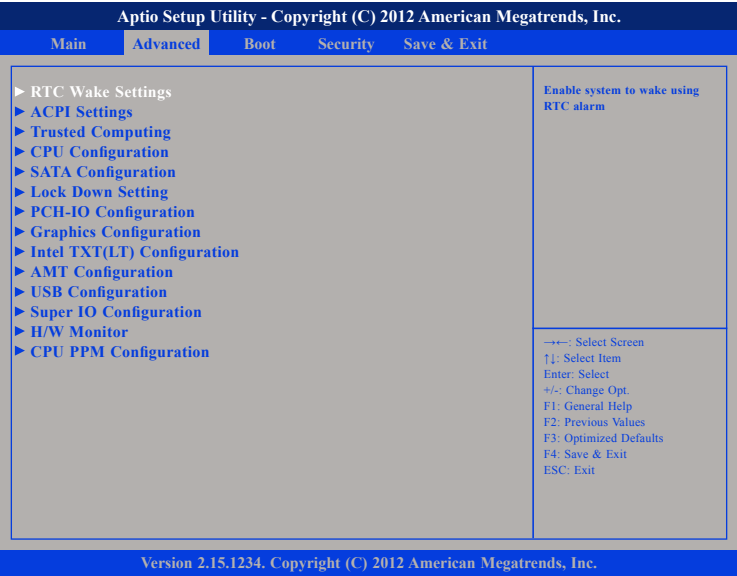 Aptio Setup Utility - Copyright (C) 2012 American Megatrends, Inc.
Main Advanced Boot Security Save & Exit
► RTC Wake Settings
► ACPI Settings
► Trusted Computing
► CPU Configuration
► SATA Configuration
► Lock Down Setting
► PCH-IO Configuration
► Graphics Configuration
► Intel TXT(LT) Configuration
► AMT Configuration
► USB Configuration
► Super IO Configuration
► H/W Monitor
► CPU PPM Configuration
Enable system to wake using
RTC alarm
→←: Select Screen
↑↓: Select Item
Enter: Select
+/-: Change Opt.
F1: General Help
F2: Previous Values
F3: Optimized Defaults
F4: Save & Exit
ESC: Exit
Version 2.15.1234. Copyright (C) 2012 American Megatrends, Inc.